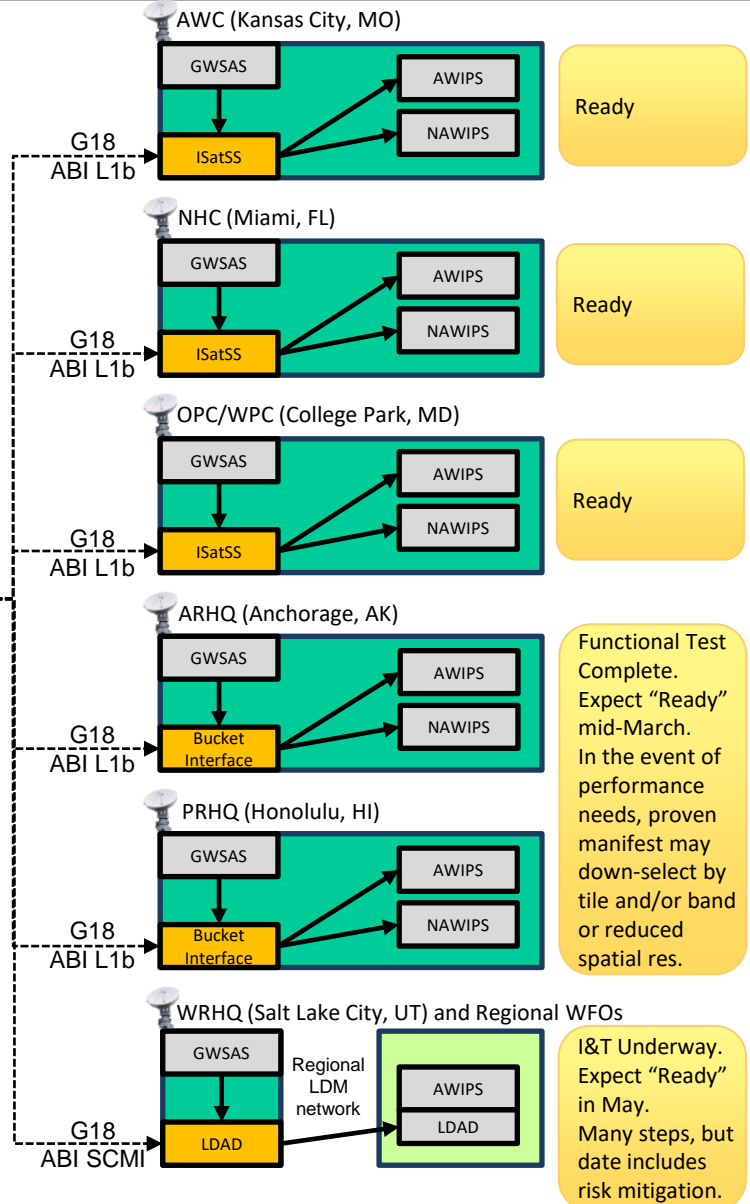 AWC (Kansas City, MO)
GWSAS
AWIPS
NAWIPS
ISatSS
G18
ABI L1b
Ready
NHC (Miami, FL)
GWSAS
AWIPS
NAWIPS
ISatSS
G18
ABI L1b
Ready
OPC/WPC (College Park, MD)
GWSAS
AWIPS
NAWIPS
ISatSS
G18
ABI L1b
Ready
ARHQ (Anchorage, AK)
GWSAS
AWIPS
NAWIPS
Bucket
Interface
G18
ABI L1b
Functional Test
Complete.
Expect “Ready”
mid-March.
In the event of
performance
needs, proven
manifest may
down-select by
tile and/or band
or reduced
spatial res.
PRHQ (Honolulu, HI)
GWSAS
AWIPS
NAWIPS
Bucket
Interface
G18
ABI L1b
WRHQ (Salt Lake City, UT) and Regional WFOs
GWSAS
Regional
LDM
network
AWIPS
LDAD
LDAD
G18
ABI SCMI
I&T Underway.
Expect “Ready”
in May.
Many steps, but
date includes
risk mitigation.